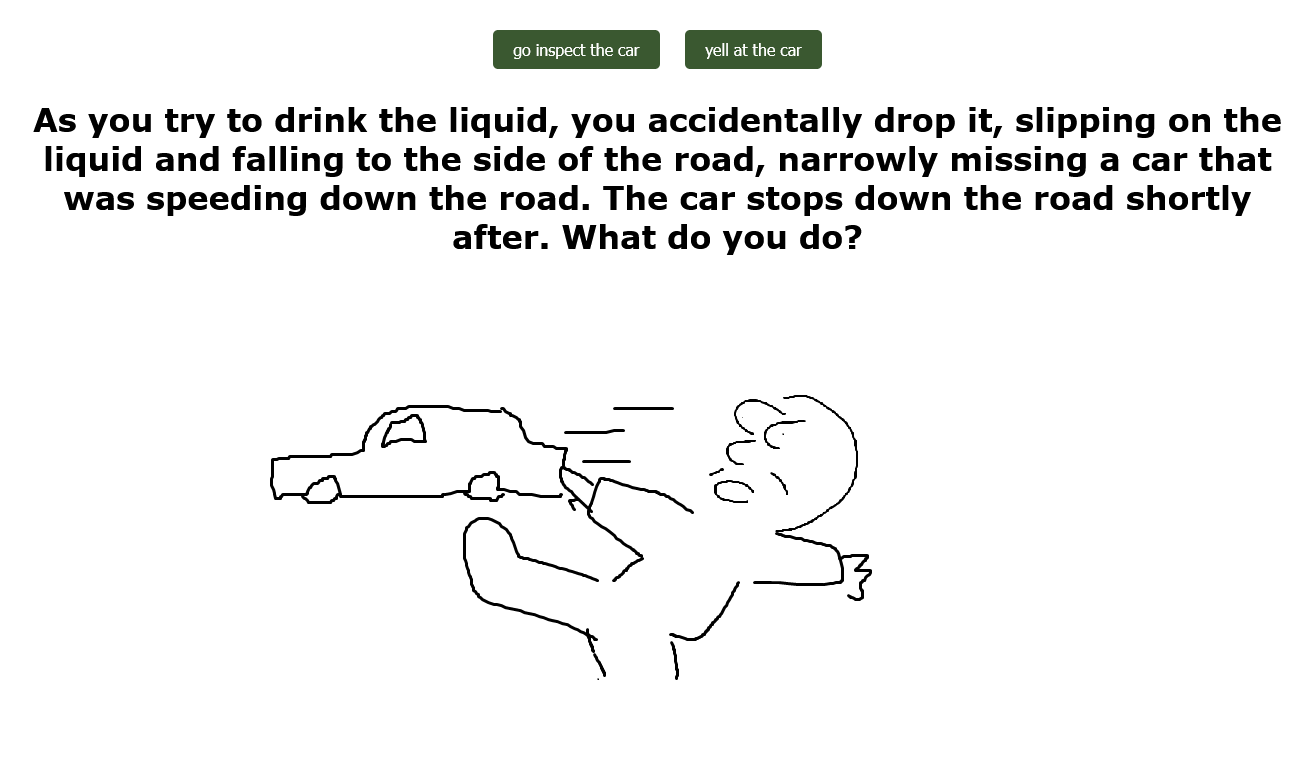 go inspect the car
yell at the car
As you try to drink the liquid, you accidentally drop it, slipping on the
liquid and falling to the side of the road, narrowly missing a car that
was speeding down the road. The car stops down the road shortly
after. What do you do?